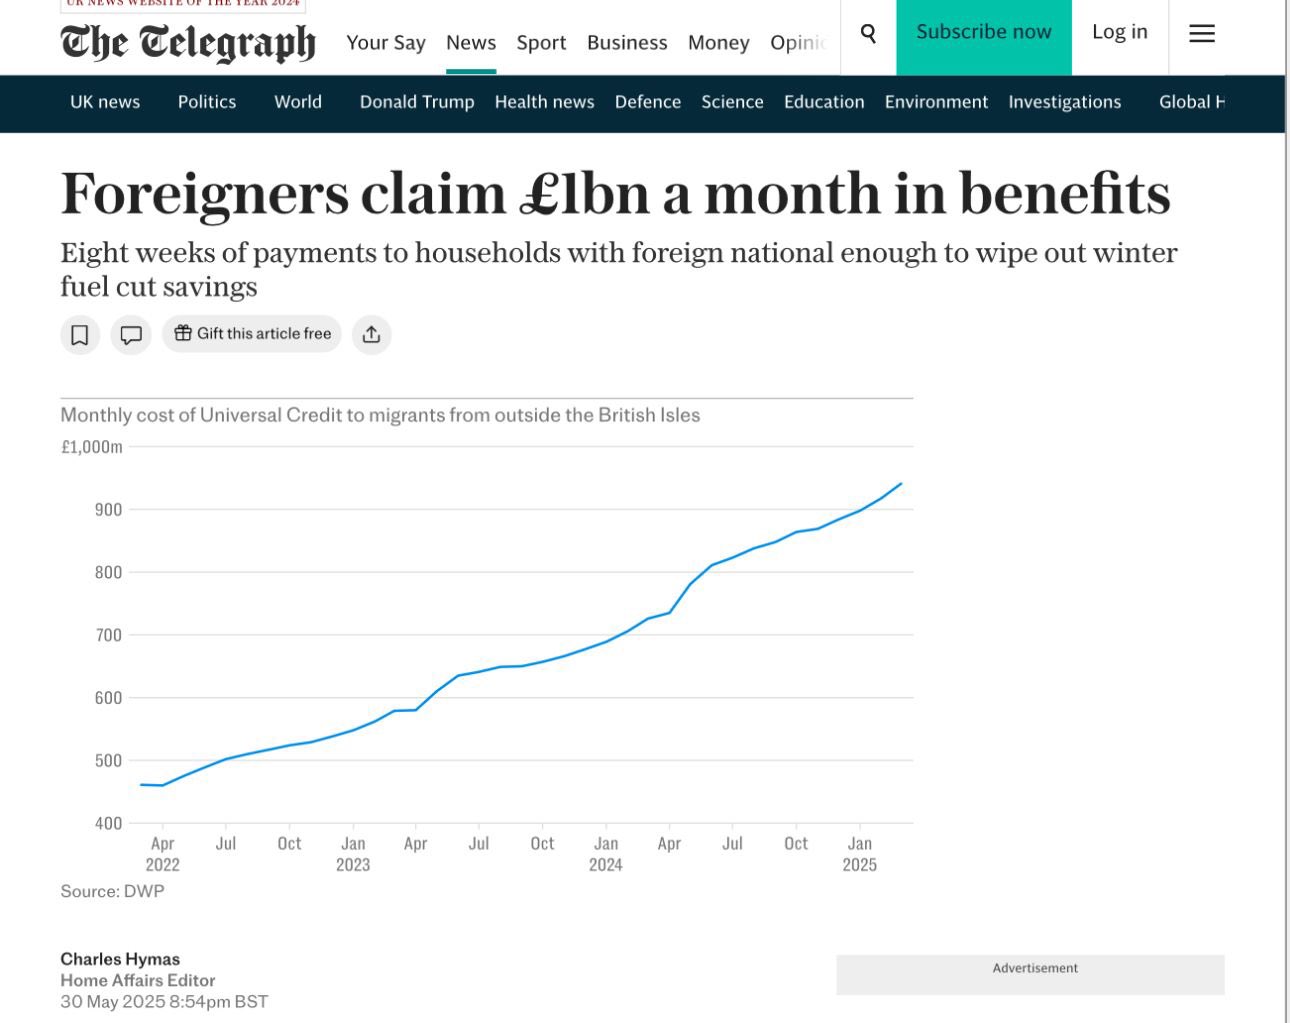 UK NEWS WEBSITE OF THE YEAR 2024
The Telegraph
Your Say News Sport Business Money Opinic
Subscribe now
Log in
UK news Politics World Donald Trump Health news Defence Science Education Environment Investigations Global H
Foreigners claim £1bn a month in benefits
Eight weeks of payments to households with foreign national enough to wipe out winter
fuel cut savings
Gift this article free
Monthly cost of Universal Credit to migrants from outside the British Isles
£1,000m
900
800
700
600
500
400
Apr Jul Oct Jan Apr Jul Oct Jan Apr Jul Oct Jan
2022 2023 2024 2025
Source: DWP
Charles Hymas
Home Affairs Editor
30 May 2025 8:54pm BST
Advertisement